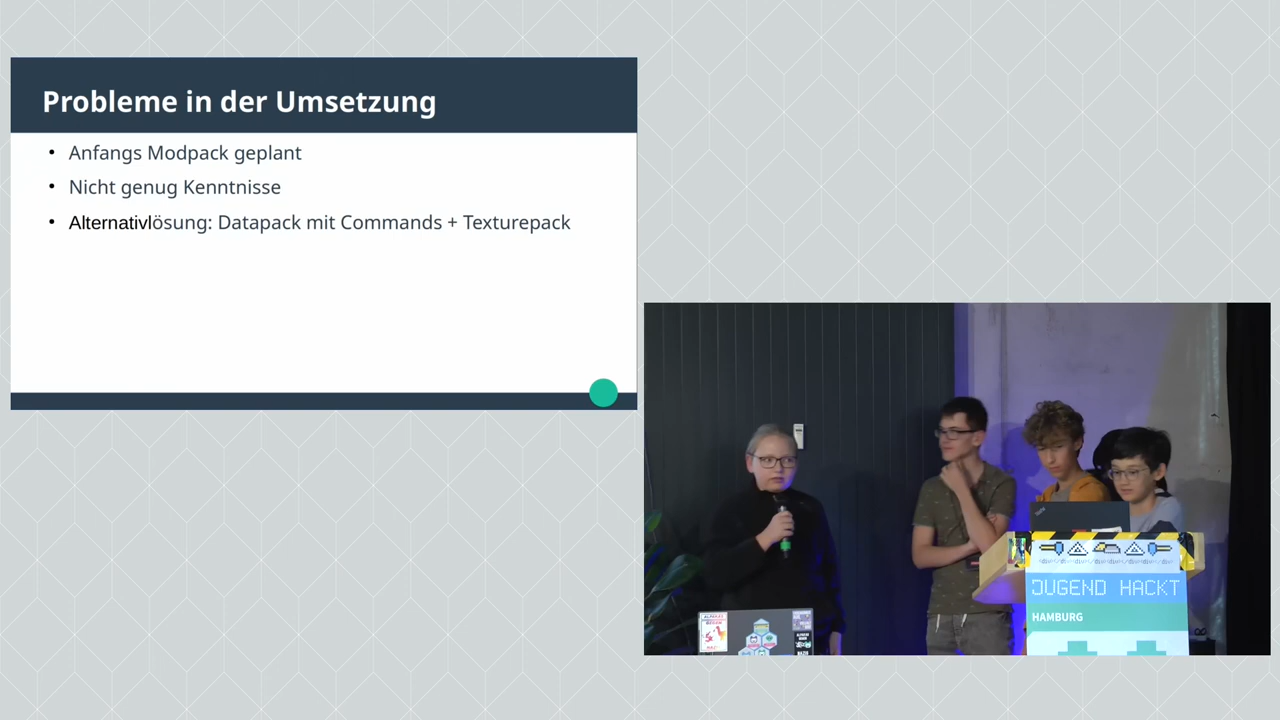 Probleme in der Umsetzung
• Anfangs Modpack geplant
• Nicht genug Kenntnisse
• Alternativlösung: Datapack mit Commands + Texturepack
JUGEND HACKT
HAMBURG